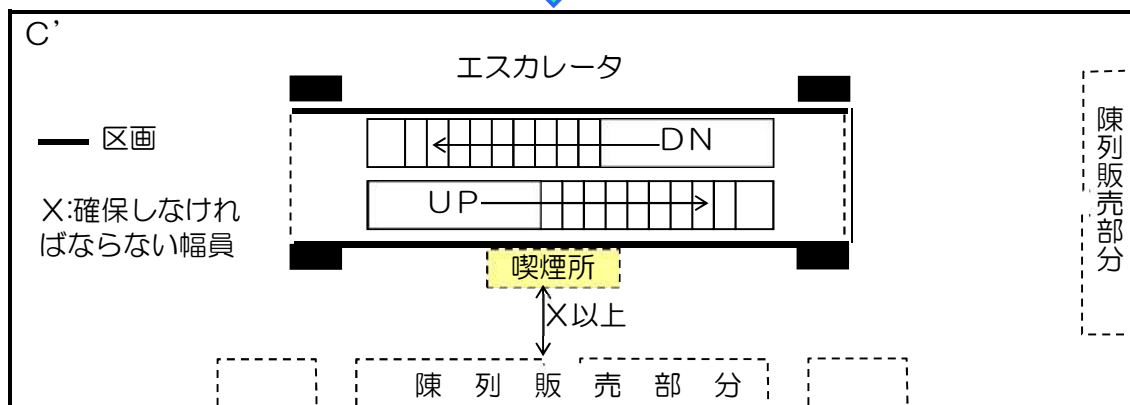 C’
エスカレータ
区画
DN
UP
X:確保しなけれ
ばならない幅員
喫煙所
X以上
陳列販売部分
陳列販売部分